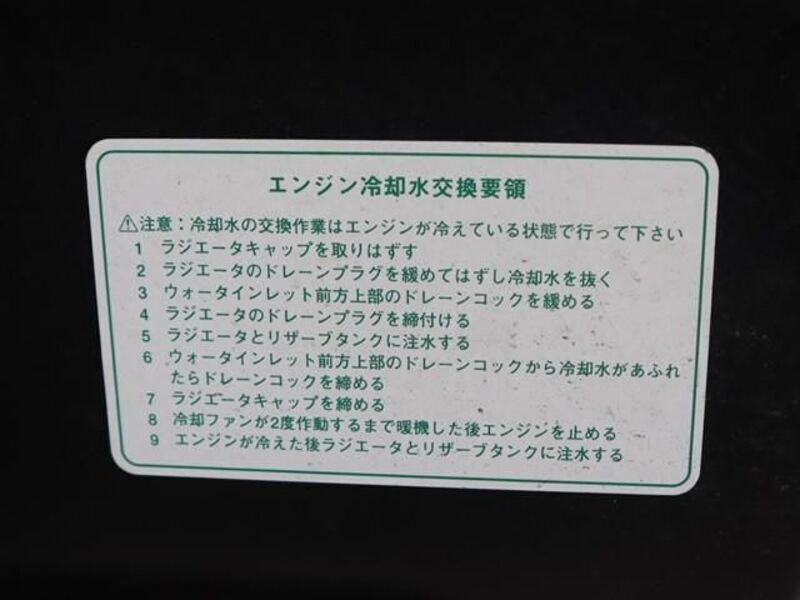 エンジン冷却水交換要領
⚠注意：冷却水の交換作業はエンジンが冷えている状態で行って下さい
1 ラジエータキャップを取りはずす
2 ラジエータのドレーンプラグを緩めてはずし冷却水を抜く
3 ウォータインレット前方上部のドレーンコックを緩める
4 ラジエータのドレーンプラグを締付ける
5 ラジエータとリザーブタンクに注水する
6 ウォータインレット前方上部のドレーンコックから冷却水があふれ
たらドレーンコックを締める
7 ラジエータキャップを締める
8 冷却ファンが2度作動するまで暖機した後エンジンを止める
9 エンジンが冷えた後ラジエータとリザーブタンクに注水する